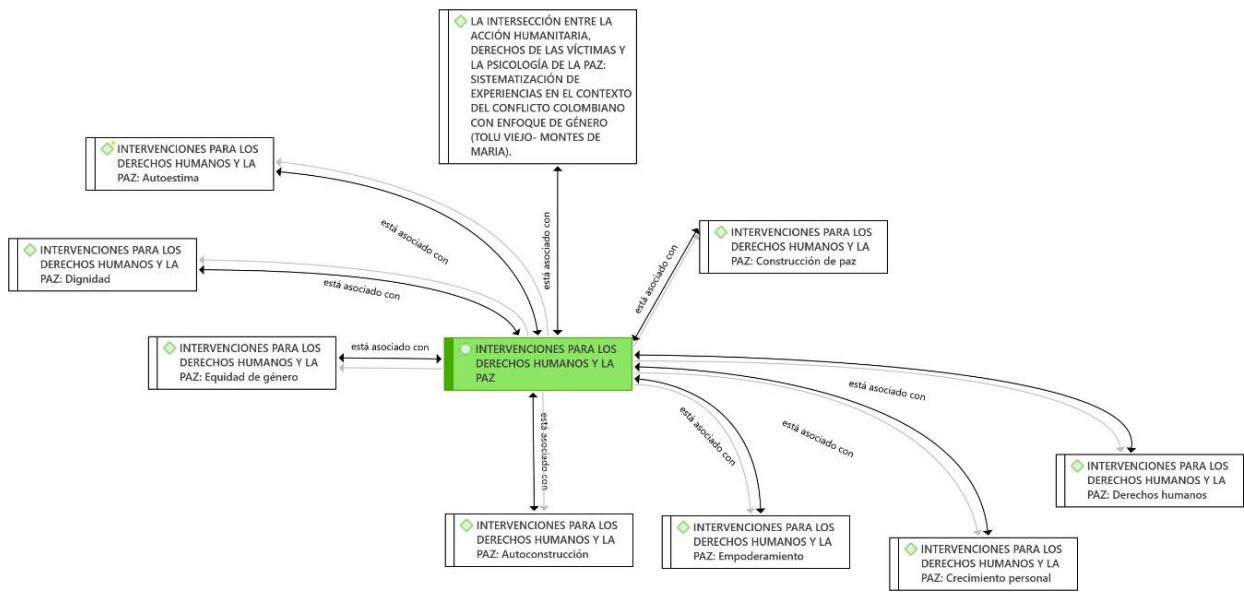 LA INTERSECCIÓN ENTRE LA
ACCIÓN HUMANITARIA,
DERECHOS DE LAS VÍCTIMAS Y
LA PSICOLOGÍA DE LA PAZ:
SISTEMATIZACIÓN DE
EXPERIENCIAS EN EL CONTEXTO
DEL CONFLICTO COLOMBIANO
CON ENFOQUE DE GÉNERO
(TOLU VIEJO- MONTES DE
MARIA).
INTERVENCIONES PARA LOS
DERECHOS HUMANOS Y LA
PAZ: Autoestima
está asociado con
está asociado con
INTERVENCIONES PARA LOS
DERECHOS HUMANOS Y LA
PAZ: Construcción de paz
está asociado con
INTERVENCIONES PARA LOS
DERECHOS HUMANOS Y LA
PAZ: Dignidad
está asociado con
INTERVENCIONES PARA LOS
DERECHOS HUMANOS Y LA
PAZ: Equidad de género
está asociado con
INTERVENCIONES PARA LOS
DERECHOS HUMANOS Y LA
PAZ
está asociado con
está asociado con
está asociado con
está asociado con
INTERVENCIONES PARA LOS
DERECHOS HUMANOS Y LA
PAZ: Derechos humanos
INTERVENCIONES PARA LOS
DERECHOS HUMANOS Y LA
PAZ: Autoconstrucción
INTERVENCIONES PARA LOS
DERECHOS HUMANOS Y LA
PAZ: Empoderamiento
INTERVENCIONES PARA LOS
DERECHOS HUMANOS Y LA
PAZ: Crecimiento personal